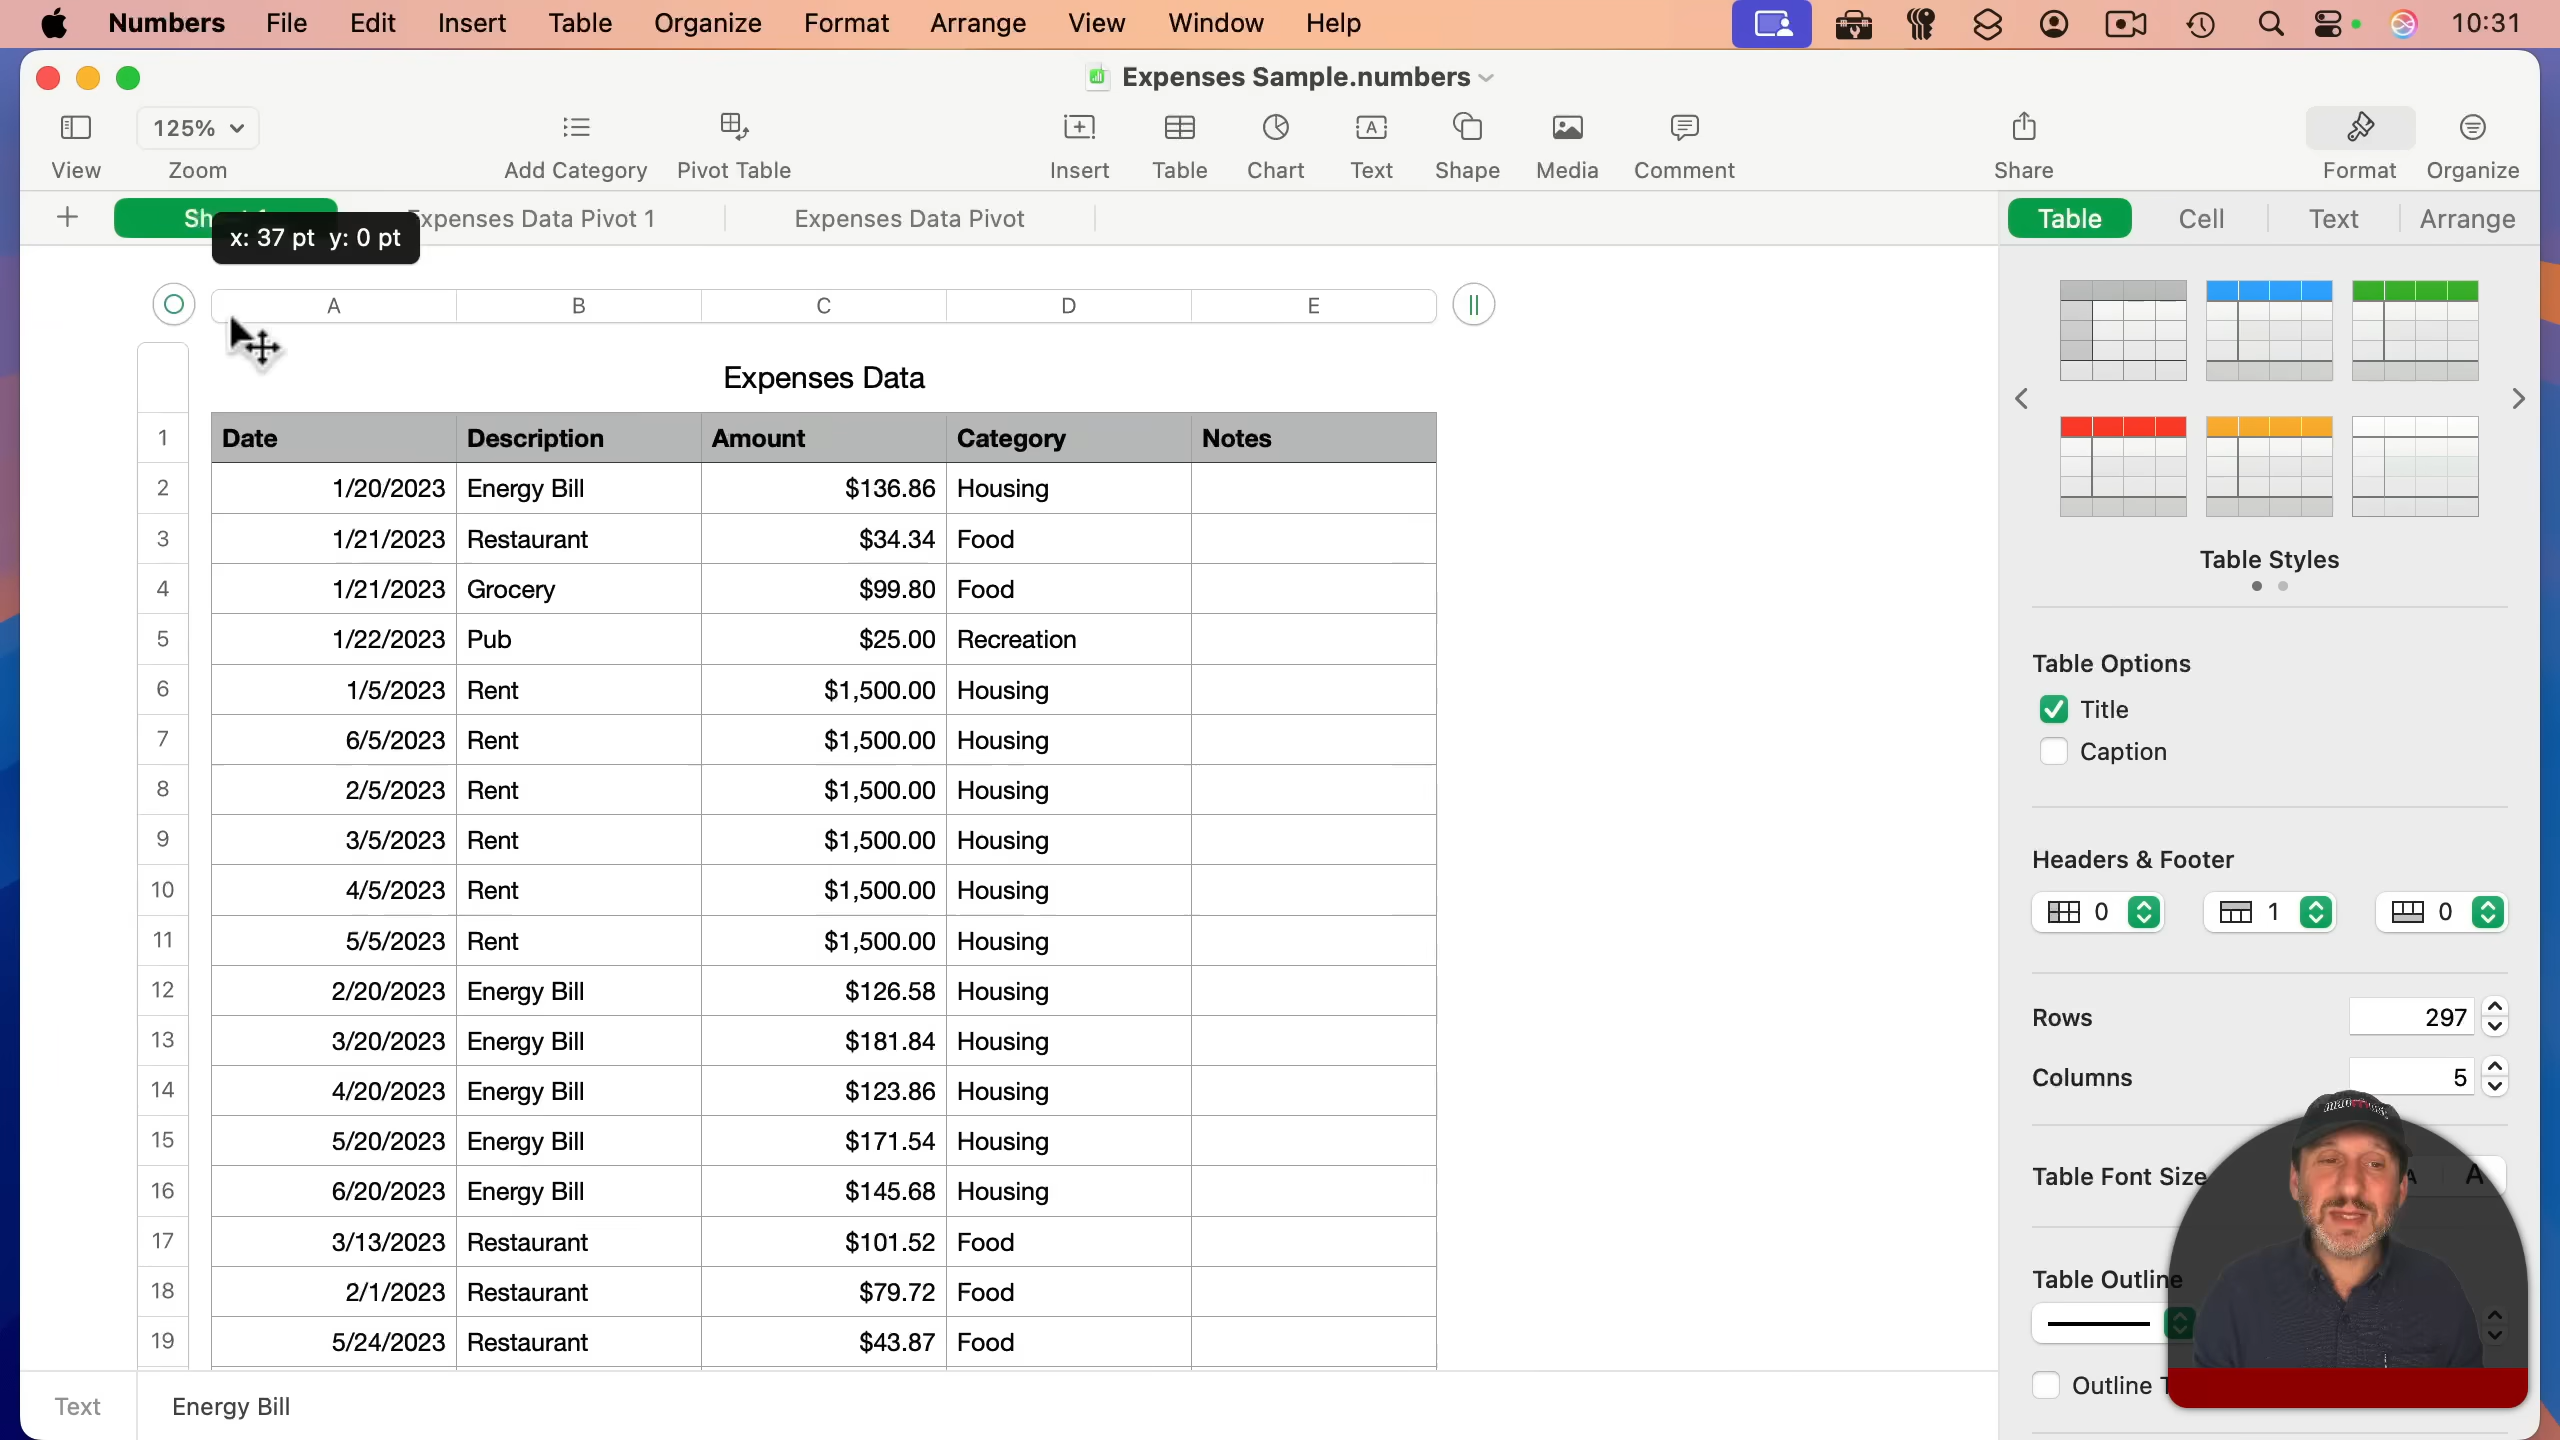 Numbers File Edit Insert Table Organize Format Arrange View Window Help 10:31
Expenses Sample.numbers
125%
View Zoom Add Category Pivot Table Insert Table Chart Text Shape Media Comment Share Format Organize
Expenses Data Pivot 1 Expenses Data Pivot Table Cell Text Arrange
x: 37 pt y: 0 pt
A B C D E
Expenses Data
1 Date Description Amount Category Notes
2 1/20/2023 Energy Bill $136.86 Housing
3 1/21/2023 Restaurant $34.34 Food
4 1/21/2023 Grocery $99.80 Food
5 1/22/2023 Pub $25.00 Recreation
6 1/5/2023 Rent $1,500.00 Housing
7 6/5/2023 Rent $1,500.00 Housing
8 2/5/2023 Rent $1,500.00 Housing
9 3/5/2023 Rent $1,500.00 Housing
10 4/5/2023 Rent $1,500.00 Housing
11 5/5/2023 Rent $1,500.00 Housing
12 2/20/2023 Energy Bill $126.58 Housing
13 3/20/2023 Energy Bill $181.84 Housing
14 4/20/2023 Energy Bill $123.86 Housing
15 5/20/2023 Energy Bill $171.54 Housing
16 6/20/2023 Energy Bill $145.68 Housing
17 3/13/2023 Restaurant $101.52 Food
18 2/1/2023 Restaurant $79.72 Food
19 5/24/2023 Restaurant $43.87 Food
Text Energy Bill
Table Styles
Table Options
Title
Caption
Headers & Footer
0 1 0
Rows 297
Columns 5
Table Font Size A A
Table Outline
Outline